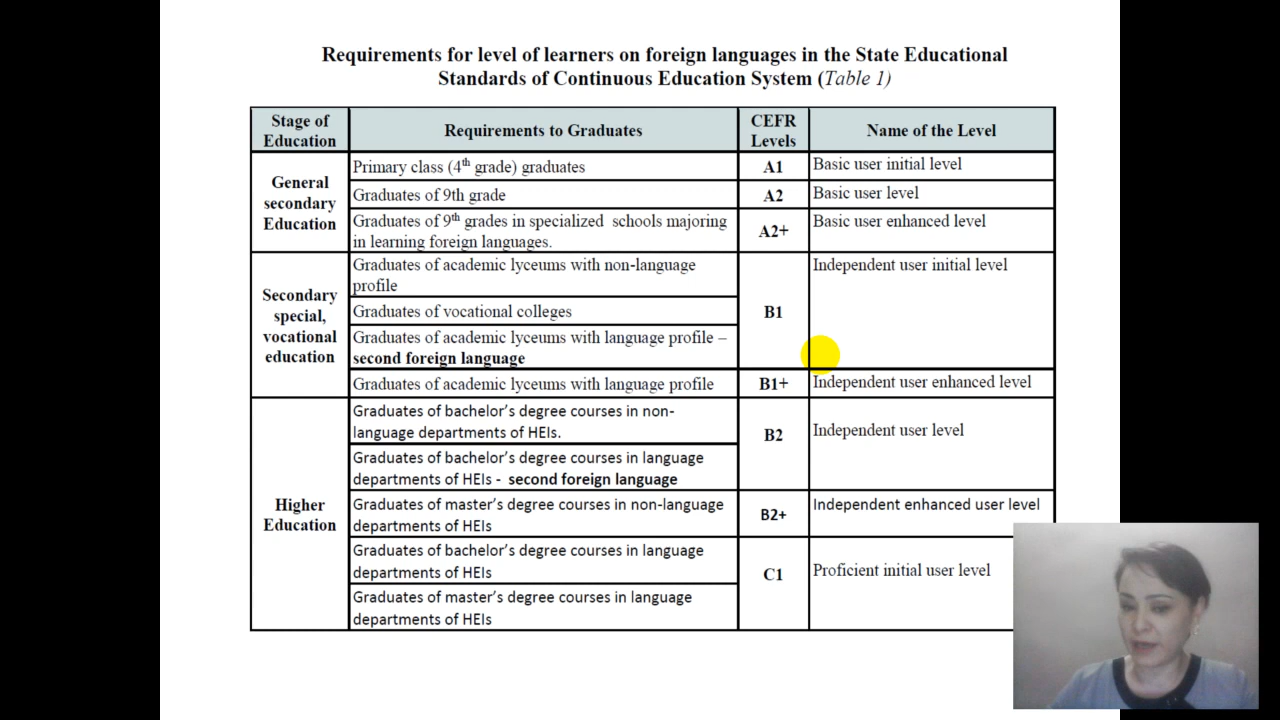 Requirements for level of learners on foreign languages in the State Educational
Standards of Continuous Education System (Table 1)
Stage of
Education
Requirements to Graduates
CEFR
Levels
Name of the Level
General
secondary
Education
Primary class (4th grade) graduates
A1
Basic user initial level
Graduates of 9th grade
A2
Basic user level
Graduates of 9th grades in specialized schools majoring
in learning foreign languages.
A2+
Basic user enhanced level
Secondary
special,
vocational
education
Graduates of academic lyceums with non-language
profile
Graduates of vocational colleges
Graduates of academic lyceums with language profile –
second foreign language
B1
Independent user initial level
Graduates of academic lyceums with language profile
B1+
Independent user enhanced level
Higher
Education
Graduates of bachelor's degree courses in non-
language departments of HEIs.
Graduates of bachelor's degree courses in language
departments of HEIs - second foreign language
B2
Independent user level
Graduates of master's degree courses in non-language
departments of HEIs
B2+
Independent enhanced user level
Graduates of bachelor's degree courses in language
departments of HEIs
Graduates of master's degree courses in language
departments of HEIs
C1
Proficient initial user level